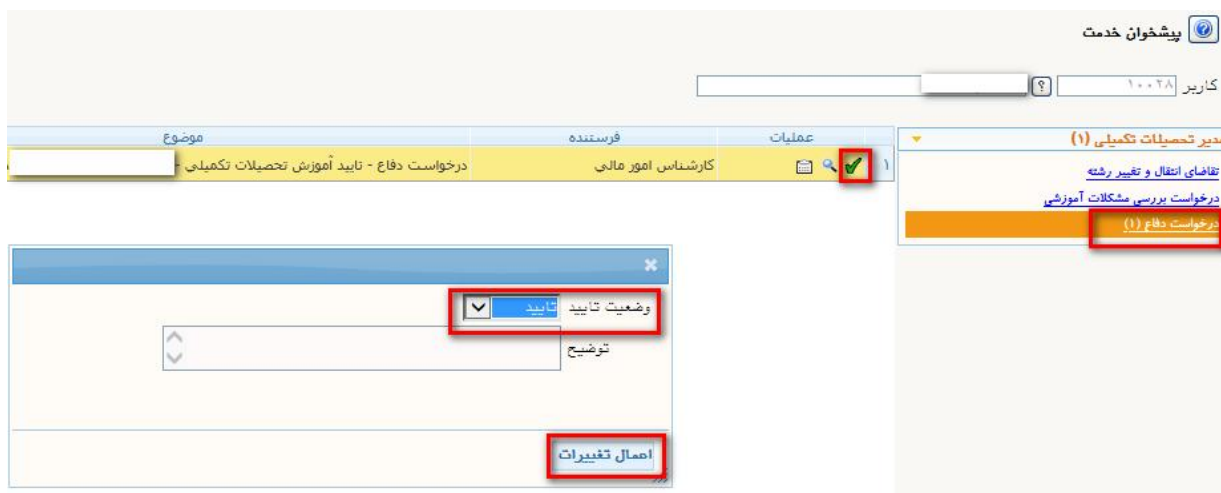 پیشخوان خدمت
کاربر ۱۰۰۲۸
مدیر تحصیلات تکمیلی (۱)
تقاضای انتقال و تغییر رشته
درخواست بررسی مشکلات آموزشی
درخواست دفاع (۱)
عملیات فرستنده موضوع
۱ کارشناس امور مالی درخواست دفاع - تایید آموزش تحصیلات تکمیلی -
وضعیت تایید تایید
توضیح
اعمال تغییرات